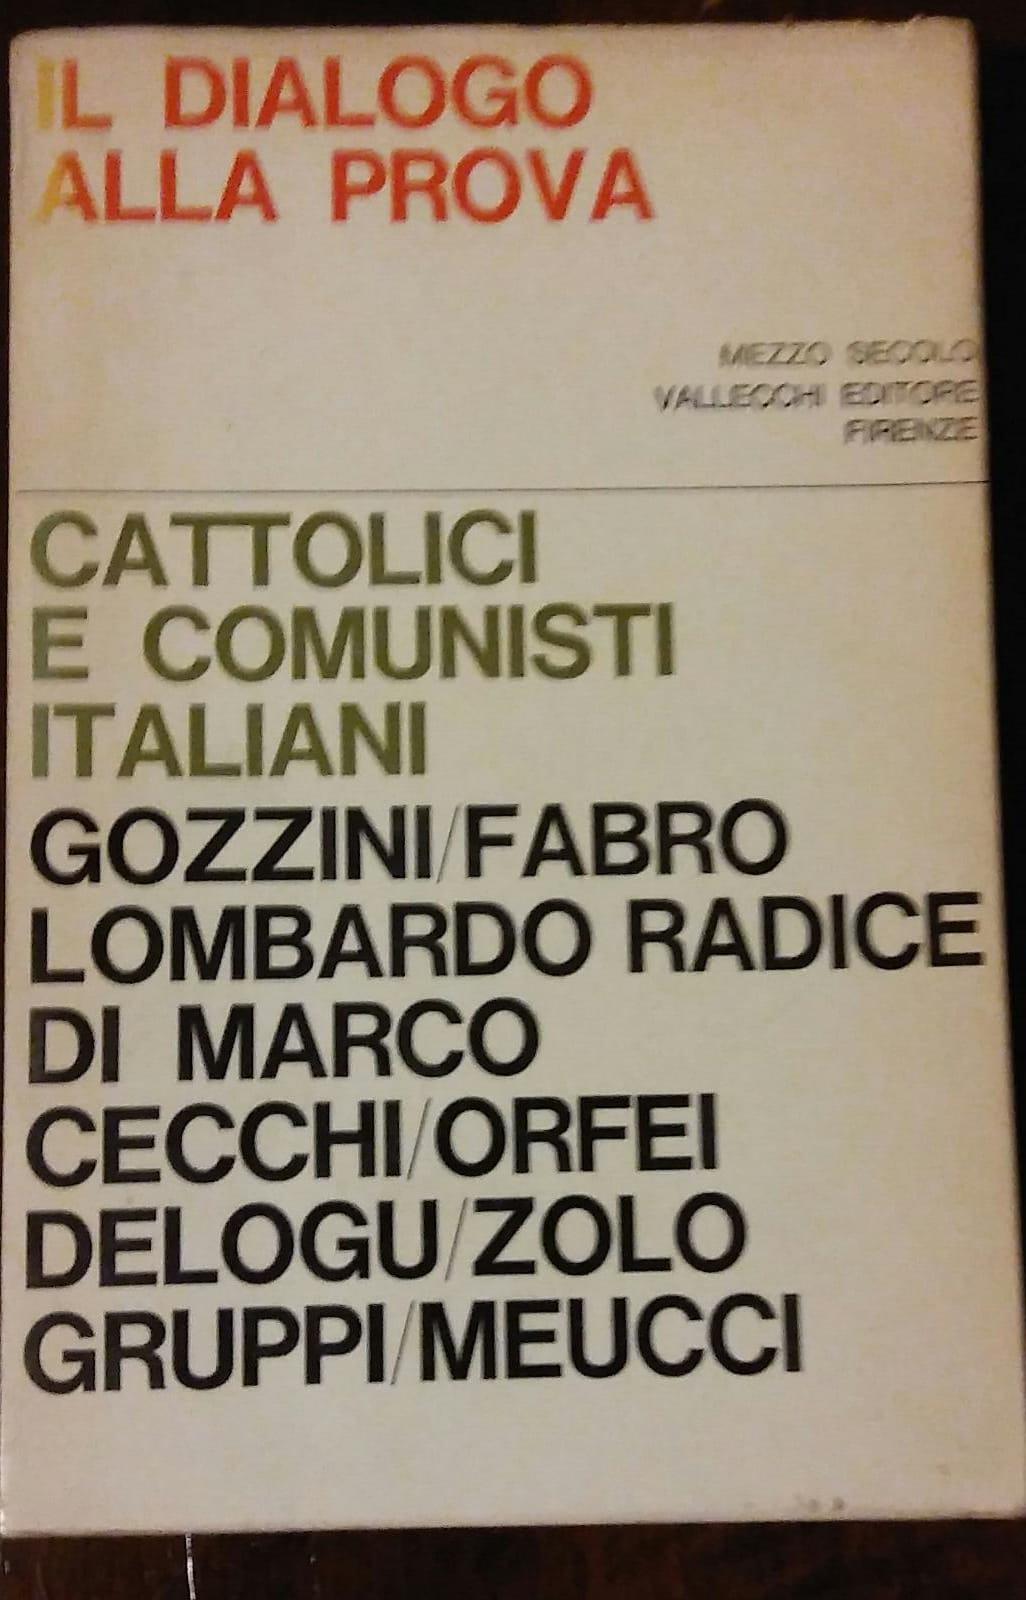 IL DIALOGO
ALLA PROVA
MEZZO SECOLO
VALLECCHI EDITORE
FIRENZE
CATTOLICI
E COMUNISTI
ITALIANI
GOZZINI/FABRO
LOMBARDO RADICE
DI MARCO
CECCHI/ORFEI
DELOGU/ZOLO
GRUPPI/MEUCCI